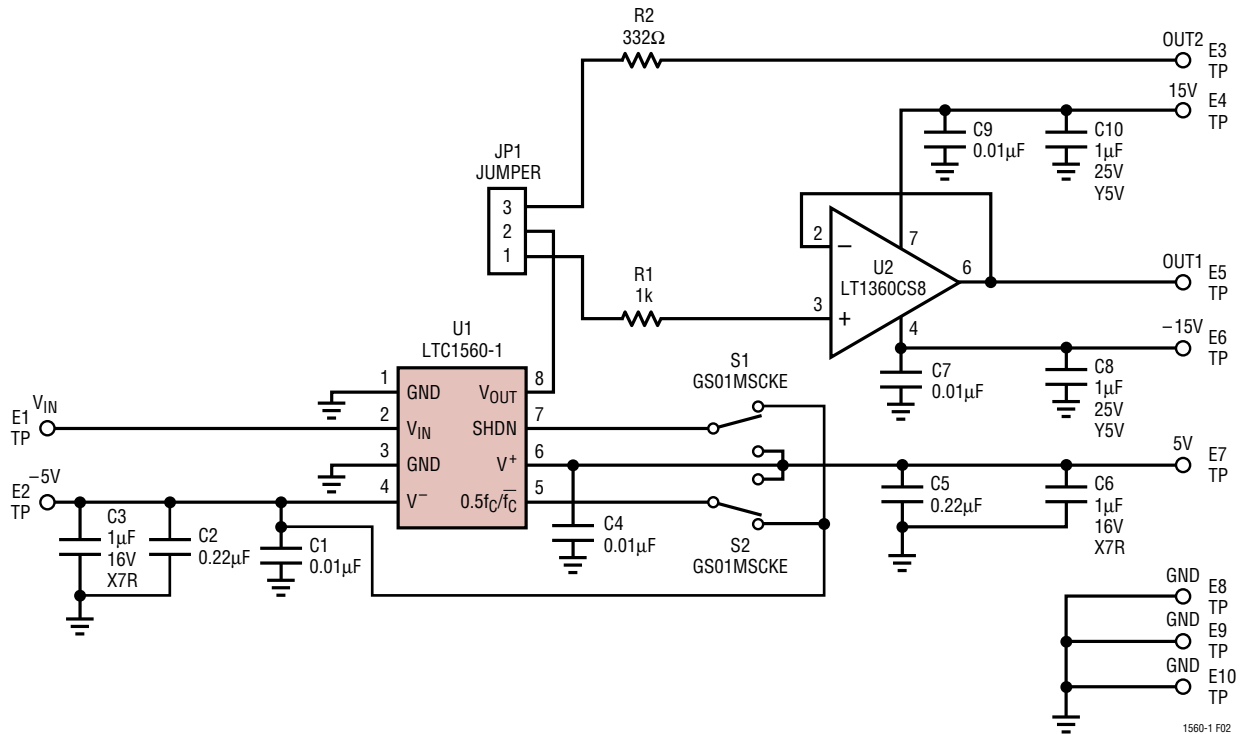 R2
332Ω
OUT2
E3
TP
15V
E4
TP
C9
0.01µF
C10
1µF
25V
Y5V
JP1
JUMPER
3
2
1
2
–
7
U2
LT1360CS8
6
OUT1
E5
TP
R1
1k
3
+
4
–15V
E6
TP
C7
0.01µF
C8
1µF
25V
Y5V
U1
LTC1560-1
S1
GS01MSCKE
1
GND
VOUT
8
VIN
E1
TP
2
VIN
SHDN
7
3
GND
V+
6
5V
E7
TP
–5V
E2
TP
4
V–
0.5fC/f̅C̅
5
C3
1µF
16V
X7R
C2
0.22µF
C1
0.01µF
C4
0.01µF
S2
GS01MSCKE
C5
0.22µF
C6
1µF
16V
X7R
GND
E8
TP
GND
E9
TP
GND
E10
TP
1560-1 F02